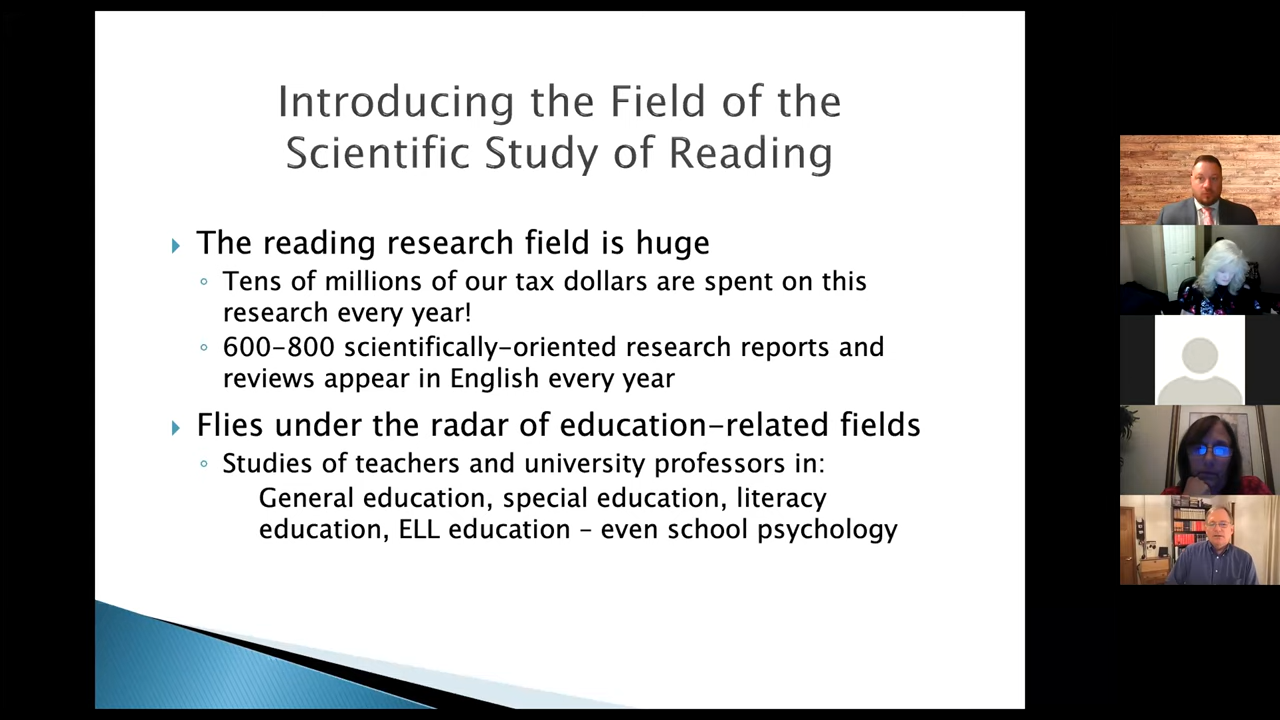 Introducing the Field of the
Scientific Study of Reading
The reading research field is huge
Tens of millions of our tax dollars are spent on this
research every year!
600-800 scientifically-oriented research reports and
reviews appear in English every year
Flies under the radar of education-related fields
Studies of teachers and university professors in:
General education, special education, literacy
education, ELL education – even school psychology